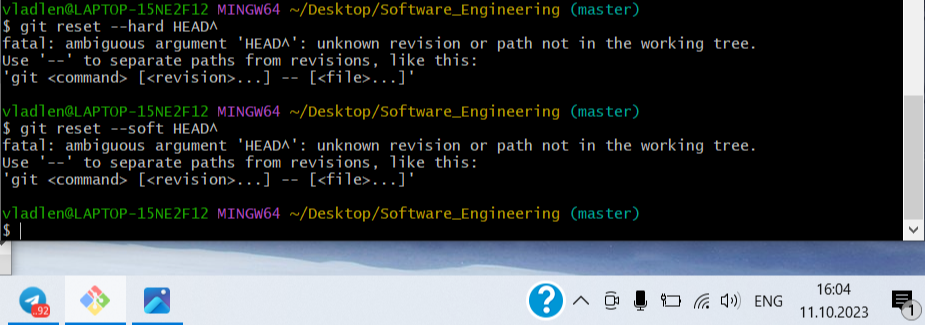 vladlen@LAPTOP-15NE2F12 MINGW64 ~/Desktop/Software_Engineering (master)
$ git reset --hard HEAD^
fatal: ambiguous argument 'HEAD^': unknown revision or path not in the working tree.
Use '--' to separate paths from revisions, like this:
'git <command> [<revision>...] -- [<file>...]'

vladlen@LAPTOP-15NE2F12 MINGW64 ~/Desktop/Software_Engineering (master)
$ git reset --soft HEAD^
fatal: ambiguous argument 'HEAD^': unknown revision or path not in the working tree.
Use '--' to separate paths from revisions, like this:
'git <command> [<revision>...] -- [<file>...]'

vladlen@LAPTOP-15NE2F12 MINGW64 ~/Desktop/Software_Engineering (master)
$
..92
?
ENG
16:04
11.10.2023
1